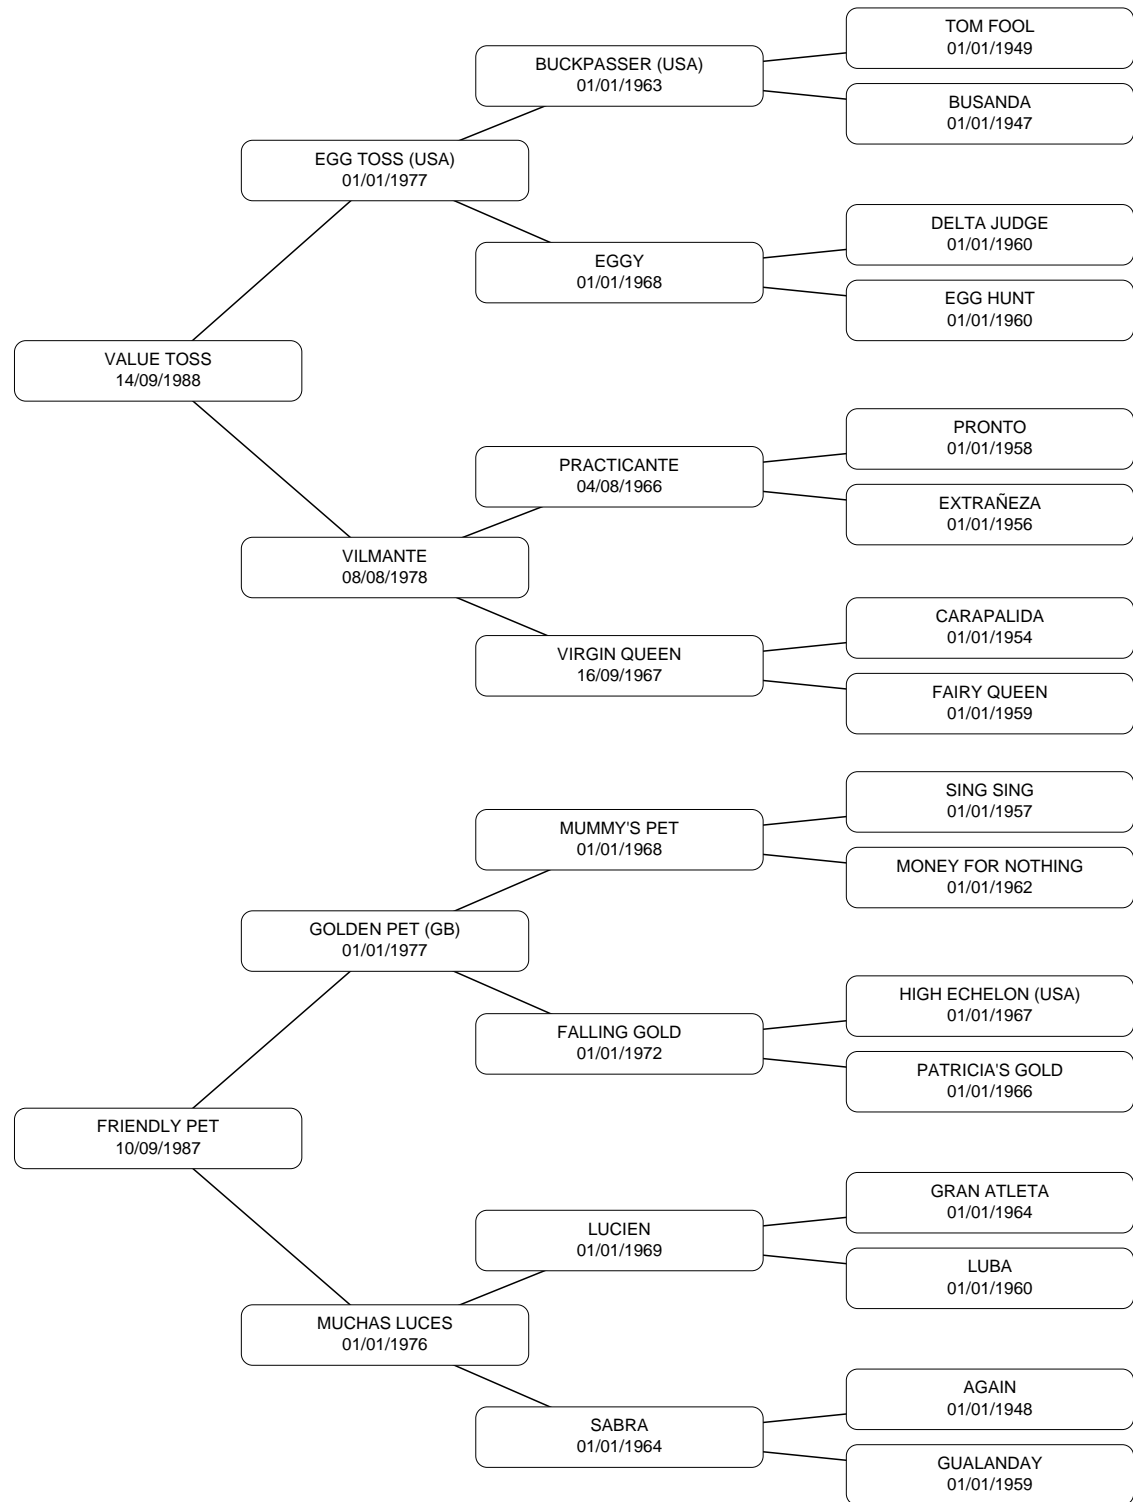 TOM FOOL
01/01/1949
BUCKPASSER (USA)
01/01/1963
BUSANDA
01/01/1947
EGG TOSS (USA)
01/01/1977
DELTA JUDGE
01/01/1960
EGGY
01/01/1968
EGG HUNT
01/01/1960
VALUE TOSS
14/09/1988
PRONTO
01/01/1958
PRACTICANTE
04/08/1966
EXTRAÑEZA
01/01/1956
VILMANTE
08/08/1978
CARAPALIDA
01/01/1954
VIRGIN QUEEN
16/09/1967
FAIRY QUEEN
01/01/1959
SING SING
01/01/1957
MUMMY'S PET
01/01/1968
MONEY FOR NOTHING
01/01/1962
GOLDEN PET (GB)
01/01/1977
HIGH ECHELON (USA)
01/01/1967
FALLING GOLD
01/01/1972
PATRICIA'S GOLD
01/01/1966
FRIENDLY PET
10/09/1987
GRAN ATLETA
01/01/1964
LUCIEN
01/01/1969
LUBA
01/01/1960
MUCHAS LUCES
01/01/1976
AGAIN
01/01/1948
SABRA
01/01/1964
GUALANDAY
01/01/1959